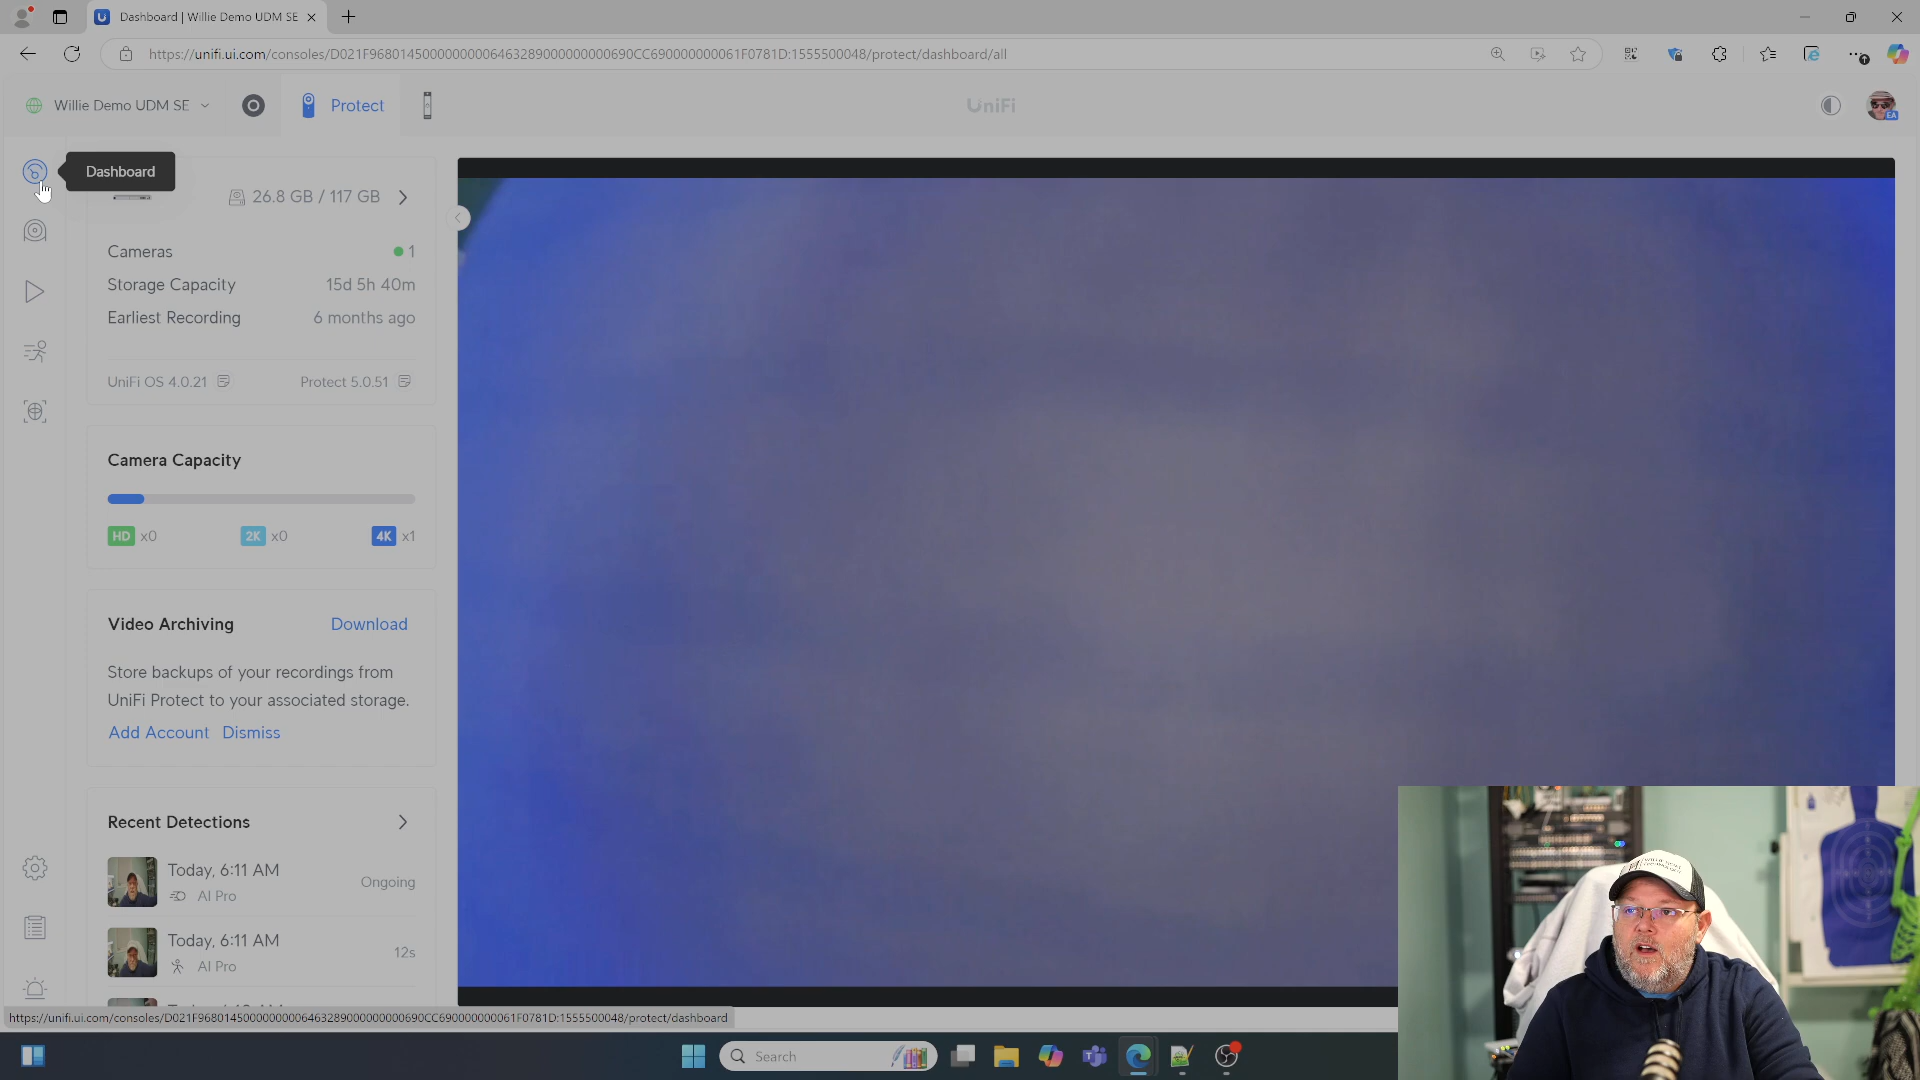 Dashboard | Willie Demo UDM SE
https://unifi.ui.com/consoles/D021F96801450000000006463289000000000690CC690000000061F0781D:1555500048/protect/dashboard/all
Willie Demo UDM SE
Protect
UniFi
EA
Dashboard
26.8 GB / 117 GB
Cameras
1
Storage Capacity
15d 5h 40m
Earliest Recording
6 months ago
UniFi OS 4.0.21
Protect 5.0.51
Camera Capacity
HD x0
2K x0
4K x1
Video Archiving
Download
Store backups of your recordings from
UniFi Protect to your associated storage.
Add Account Dismiss
Recent Detections
Today, 6:11 AM
AI Pro
Ongoing
Today, 6:11 AM
AI Pro
12s
https://unifi.ui.com/consoles/D021F96801450000000006463289000000000690CC690000000061F0781D:1555500048/protect/dashboard
Search